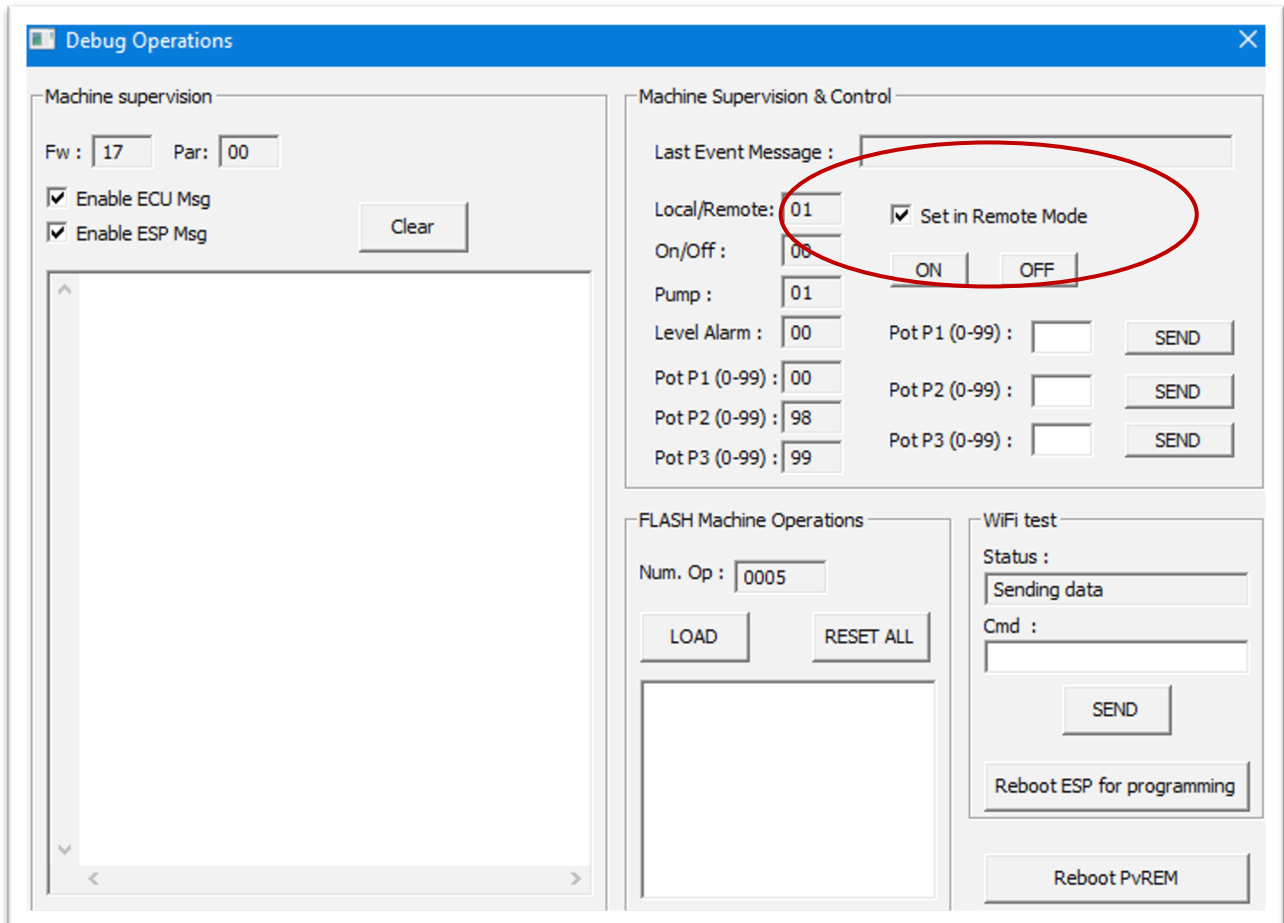 Debug Operations
Machine supervision
Fw : 17 Par: 00
Enable ECU Msg
Enable ESP Msg
Clear
Machine Supervision & Control
Last Event Message :
Local/Remote: 01
Set in Remote Mode
On/Off : 00
ON OFF
Pump : 01
Level Alarm : 00
Pot P1 (0-99) : SEND
Pot P1 (0-99) : 00
Pot P2 (0-99) : SEND
Pot P2 (0-99) : 98
Pot P3 (0-99) : SEND
Pot P3 (0-99) : 99
FLASH Machine Operations
Num. Op : 0005
LOAD RESET ALL
WiFi test
Status :
Sending data
Cmd :
SEND
Reboot ESP for programming
Reboot PvREM